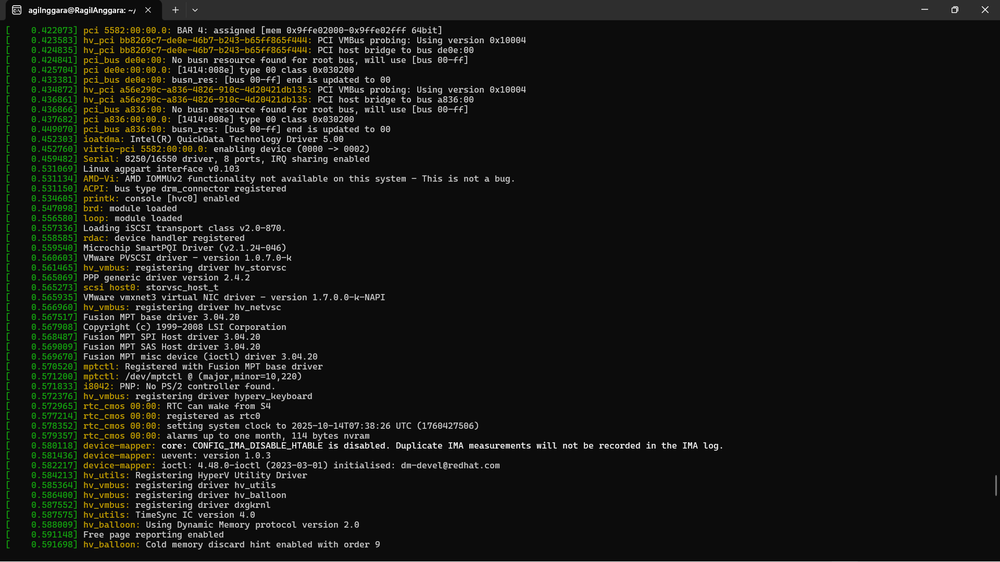 agilnggara@RagilAnggara: ~/
[    0.422073] pci 5582:00:00.0: BAR 4: assigned [mem 0x9ffe02000-0x9ffe02fff 64bit]
[    0.423583] hv_pci bb8269c7-de0e-46b7-b243-b65ff865f444: PCI VMBus probing: Using version 0x10004
[    0.424835] hv_pci bb8269c7-de0e-46b7-b243-b65ff865f444: PCI host bridge to bus de0e:00
[    0.424841] pci_bus de0e:00: No busn resource found for root bus, will use [bus 00-ff]
[    0.425704] pci de0e:00:00.0: [1414:008e] type 00 class 0x030200
[    0.433381] pci_bus de0e:00: busn_res: [bus 00-ff] end is updated to 00
[    0.434872] hv_pci a56e290c-a836-4826-910c-4d20421db135: PCI VMBus probing: Using version 0x10004
[    0.436861] hv_pci a56e290c-a836-4826-910c-4d20421db135: PCI host bridge to bus a836:00
[    0.436866] pci_bus a836:00: No busn resource found for root bus, will use [bus 00-ff]
[    0.437682] pci a836:00:00.0: [1414:008e] type 00 class 0x030200
[    0.449070] pci_bus a836:00: busn_res: [bus 00-ff] end is updated to 00
[    0.452303] ioatdma: Intel(R) QuickData Technology Driver 5.00
[    0.452760] virtio-pci 5582:00:00.0: enabling device (0000 -> 0002)
[    0.459482] Serial: 8250/16550 driver, 8 ports, IRQ sharing enabled
[    0.531069] Linux agpgart interface v0.103
[    0.531134] AMD-Vi: AMD IOMMUv2 functionality not available on this system - This is not a bug.
[    0.531150] ACPI: bus type drm_connector registered
[    0.534605] printk: console [hvc0] enabled
[    0.547098] brd: module loaded
[    0.556580] loop: module loaded
[    0.557336] Loading iSCSI transport class v2.0-870.
[    0.558585] rdac: device handler registered
[    0.559540] Microchip SmartPQI Driver (v2.1.24-046)
[    0.560603] VMware PVSCSI driver - version 1.0.7.0-k
[    0.561465] hv_vmbus: registering driver hv_storvsc
[    0.565069] PPP generic driver version 2.4.2
[    0.565273] scsi host0: storvsc_host_t
[    0.565935] VMware vmxnet3 virtual NIC driver - version 1.7.0.0-k-NAPI
[    0.566960] hv_vmbus: registering driver hv_netvsc
[    0.567517] Fusion MPT base driver 3.04.20
[    0.567908] Copyright (c) 1999-2008 LSI Corporation
[    0.568487] Fusion MPT SPI Host driver 3.04.20
[    0.569009] Fusion MPT SAS Host driver 3.04.20
[    0.569670] Fusion MPT misc device (ioctl) driver 3.04.20
[    0.570520] mptctl: Registered with Fusion MPT base driver
[    0.571200] mptctl: /dev/mptctl @ (major,minor=10,220)
[    0.571833] i8042: PNP: No PS/2 controller found.
[    0.572376] hv_vmbus: registering driver hyperv_keyboard
[    0.572965] rtc_cmos 00:00: RTC can wake from S4
[    0.577214] rtc_cmos 00:00: registered as rtc0
[    0.578352] rtc_cmos 00:00: setting system clock to 2025-10-14T07:38:26 UTC (1760427506)
[    0.579357] rtc_cmos 00:00: alarms up to one month, 114 bytes nvram
[    0.580118] device-mapper: core: CONFIG_IMA_DISABLE_HTABLE is disabled. Duplicate IMA measurements will not be recorded in the IMA log.
[    0.581436] device-mapper: uevent: version 1.0.3
[    0.582217] device-mapper: ioctl: 4.48.0-ioctl (2023-03-01) initialised: dm-devel@redhat.com
[    0.584213] hv_utils: Registering HyperV Utility Driver
[    0.585364] hv_vmbus: registering driver hv_utils
[    0.586400] hv_vmbus: registering driver hv_balloon
[    0.587552] hv_vmbus: registering driver dxgkrnl
[    0.587575] hv_utils: TimeSync IC version 4.0
[    0.588009] hv_balloon: Using Dynamic Memory protocol version 2.0
[    0.591148] Free page reporting enabled
[    0.591698] hv_balloon: Cold memory discard hint enabled with order 9